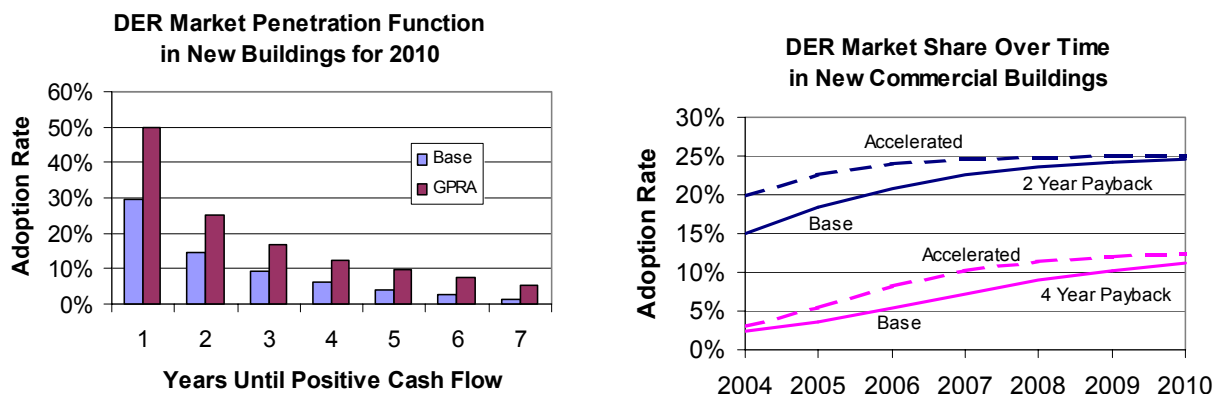 DER Market Penetration Function
in New Buildings for 2010
60%
50%
40%
30%
20%
10%
0%
Adoption Rate
Base
GPRA
1 2 3 4 5 6 7
Years Until Positive Cash Flow
DER Market Share Over Time
in New Commercial Buildings
30%
25%
20%
15%
10%
5%
0%
Adoption Rate
Accelerated
2 Year Payback
Base
Accelerated
4 Year Payback
Base
2004 2005 2006 2007 2008 2009 2010